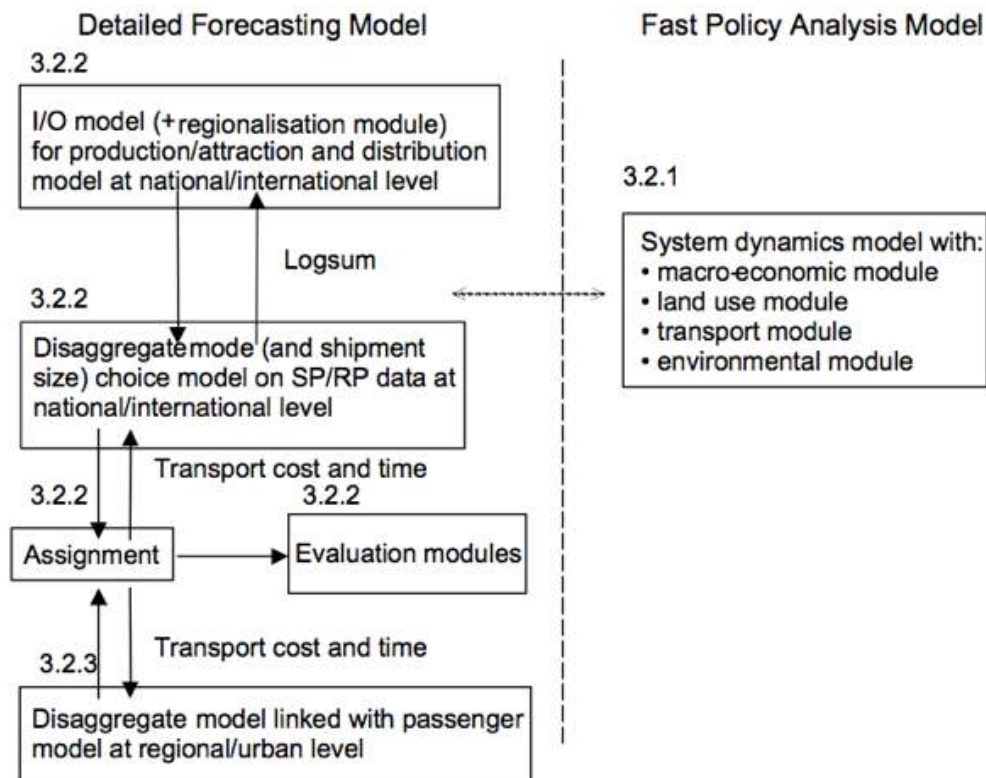 Detailed Forecasting Model
Fast Policy Analysis Model
3.2.2
I/O model (+regionalisation module)
for production/attraction and distribution
model at national/international level
Logsum
3.2.2
Disaggregate mode (and shipment
size) choice model on SP/RP data at
national/international level
Transport cost and time
3.2.2
Assignment
3.2.2
Evaluation modules
Transport cost and time
3.2.3
Disaggregate model linked with passenger
model at regional/urban level
3.2.1
System dynamics model with:
• macro-economic module
• land use module
• transport module
• environmental module